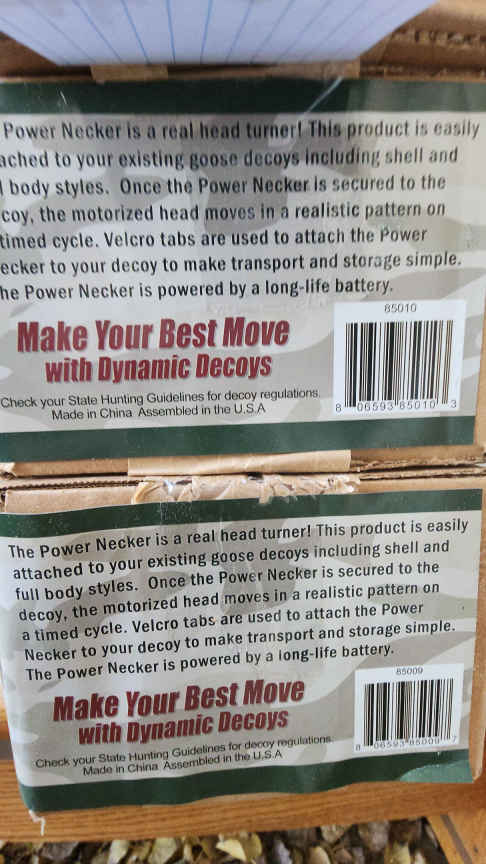 Power Necker is a real head turner! This product is easily
ached to your existing goose decoys including shell and
l body styles. Once the Power Necker is secured to the
coy, the motorized head moves in a realistic pattern on
timed cycle. Velcro tabs are used to attach the Power
ecker to your decoy to make transport and storage simple.
he Power Necker is powered by a long-life battery.
85010
Make Your Best Move
with Dynamic Decoys
Check your State Hunting Guidelines for decoy regulations.
Made in China Assembled in the U.S.A
8 06593 85010 3
The Power Necker is a real head turner! This product is easily
attached to your existing goose decoys including shell and
full body styles. Once the Power Necker is secured to the
decoy, the motorized head moves in a realistic pattern on
a timed cycle. Velcro tabs are used to attach the Power
Necker to your decoy to make transport and storage simple.
The Power Necker is powered by a long-life battery.
85009
Make Your Best Move
with Dynamic Decoys
Check your State Hunting Guidelines for decoy regulations.
Made in China Assembled in the U.S.A
8 06593 85009 7